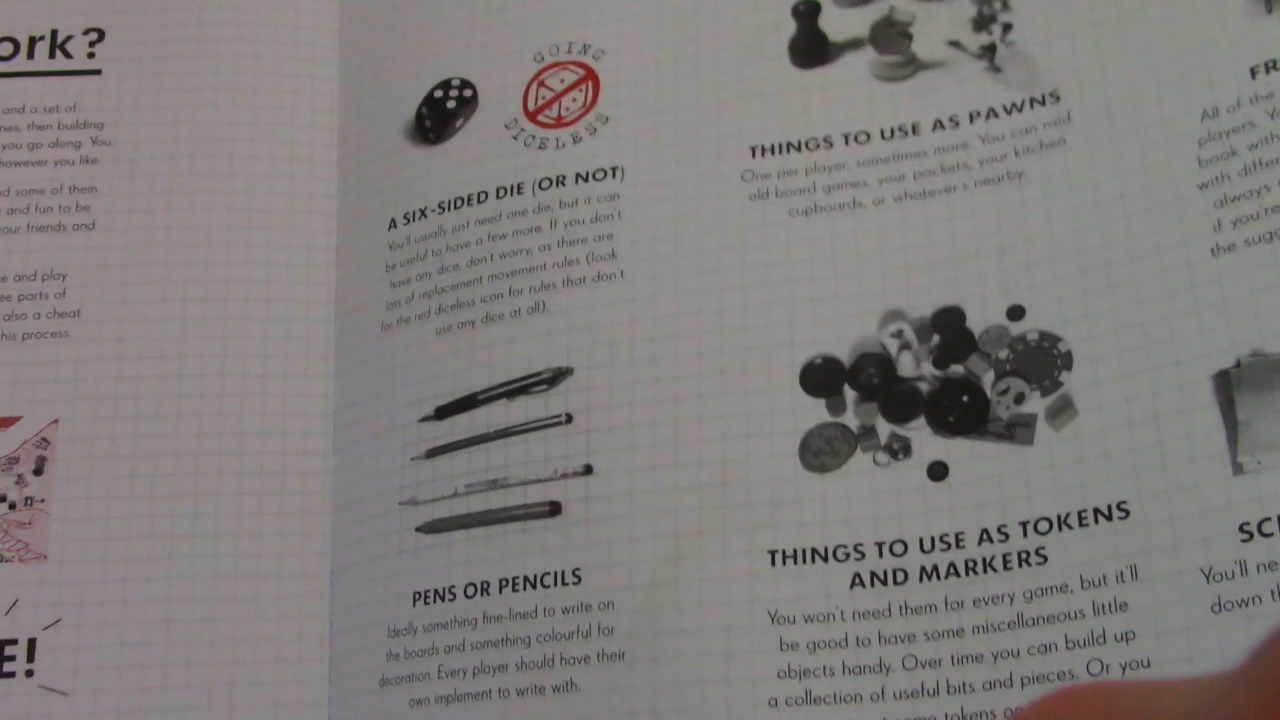 ork?
and a set of
nes, then building
you go along. You
however you like.
d some of them
and fun to be
our friends and
e and play
ee parts of
also a cheat
his process.
E!
GOING
DICELESS
A SIX-SIDED DIE (OR NOT)
You'll usually just need one die, but it can
be useful to have a few more. If you don't
have any dice, don't worry, as there are
lots of replacement movement rules (look
for the red diceless icon for rules that don't
use any dice at all).
PENS OR PENCILS
Ideally something fine-lined to write on
the boards and something colourful for
decoration. Every player should have their
own implement to write with.
THINGS TO USE AS PAWNS
One per player, sometimes more. You can raid
old board games, your pockets, your kitchen
cupboards, or whatever's nearby.
THINGS TO USE AS TOKENS
AND MARKERS
You won't need them for every game, but it'll
be good to have some miscellaneous little
objects handy. Over time you can build up
a collection of useful bits and pieces. Or you
tokens
FR
All of the
players. Y
book with
with differ
always
if you're
the sugg
SC
You'll ne
down th